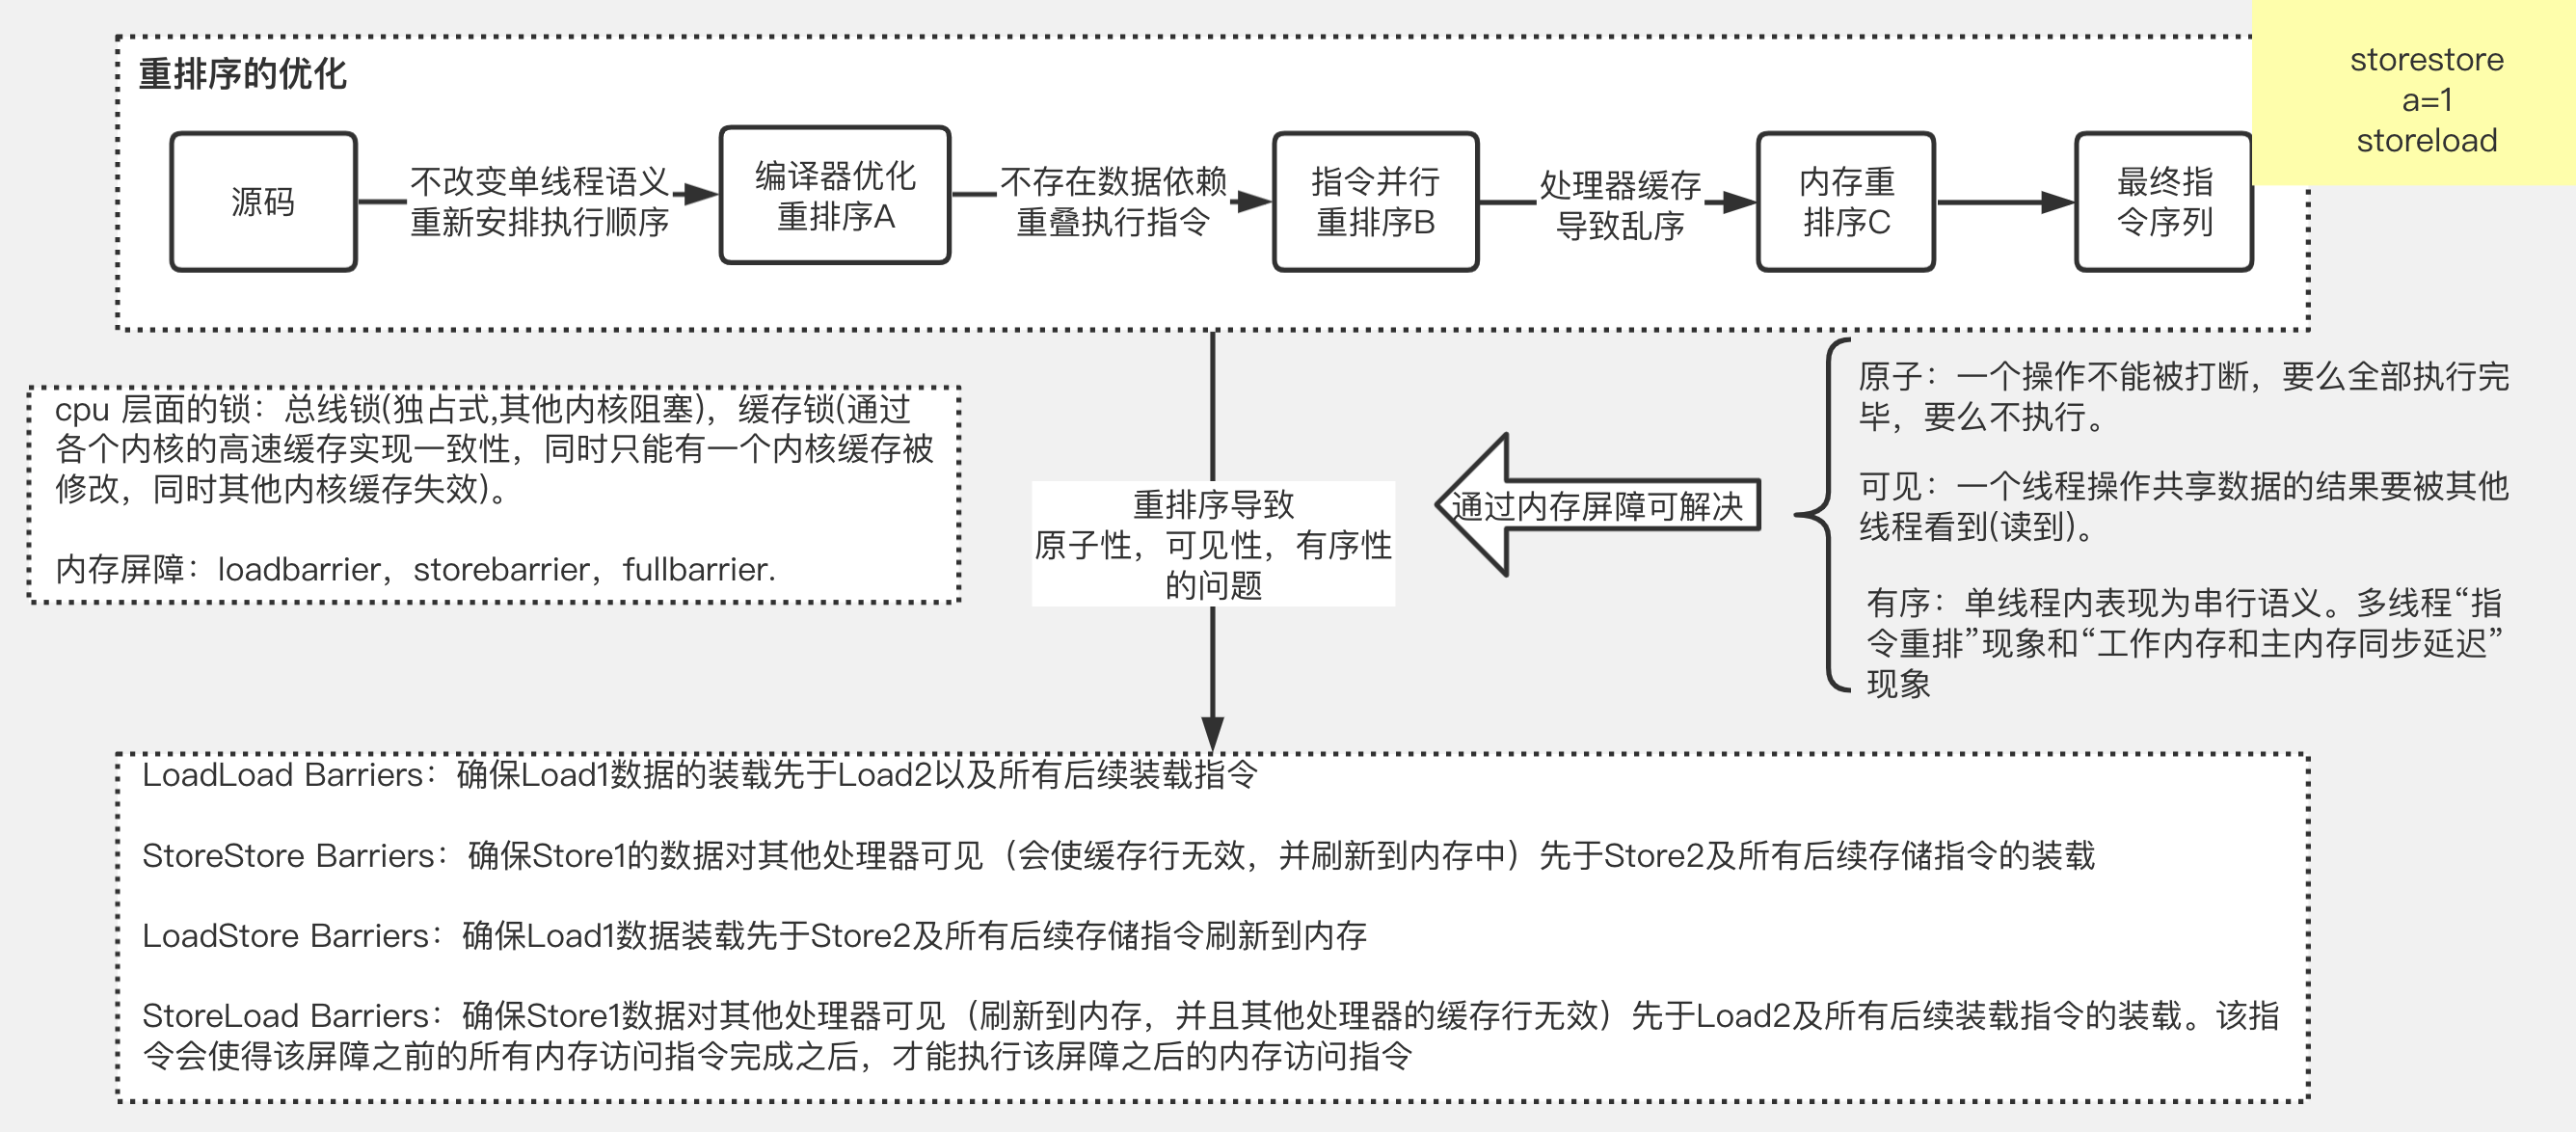 重排序的优化
storestore
a=1
storeload
源码
不改变单线程语义
重新安排执行顺序
编译器优化
重排序A
不存在数据依赖
重叠执行指令
指令并行
重排序B
处理器缓存
导致乱序
内存重
排序C
最终指
令序列
cpu 层面的锁：总线锁(独占式,其他内核阻塞)，缓存锁(通过
各个内核的高速缓存实现一致性，同时只能有一个内核缓存被
修改，同时其他内核缓存失效)。
内存屏障：loadbarrier，storebarrier，fullbarrier.
重排序导致
原子性，可见性，有序性
的问题
通过内存屏障可解决
原子：一个操作不能被打断，要么全部执行完
毕，要么不执行。
可见：一个线程操作共享数据的结果要被其他
线程看到(读到)。
有序：单线程内表现为串行语义。多线程“指
令重排”现象和“工作内存和主内存同步延迟”
现象
LoadLoad Barriers：确保Load1数据的装载先于Load2以及所有后续装载指令
StoreStore Barriers：确保Store1的数据对其他处理器可见（会使缓存行无效，并刷新到内存中）先于Store2及所有后续存储指令的装载
LoadStore Barriers：确保Load1数据装载先于Store2及所有后续存储指令刷新到内存
StoreLoad Barriers：确保Store1数据对其他处理器可见（刷新到内存，并且其他处理器的缓存行无效）先于Load2及所有后续装载指令的装载。该指
令会使得该屏障之前的所有内存访问指令完成之后，才能执行该屏障之后的内存访问指令